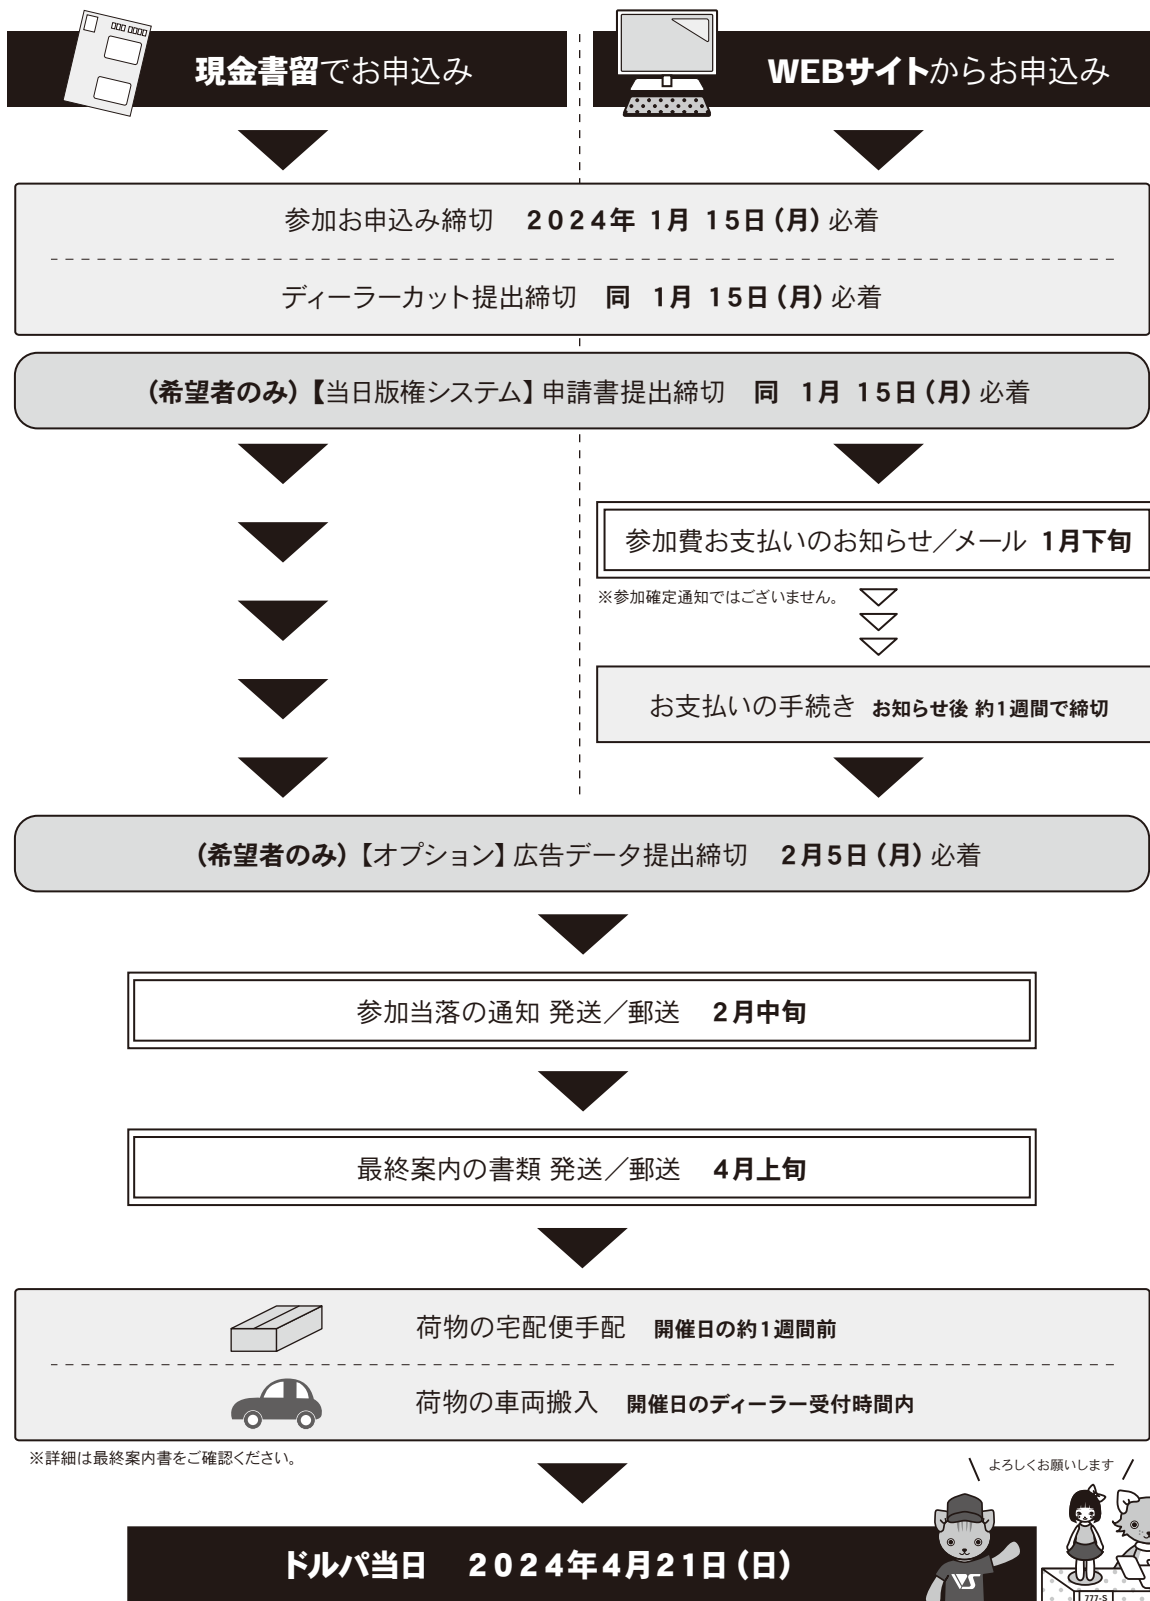 現金書留でお申込み
WEBサイトからお申込み
参加お申込み締切 2024年 1月 15日（月）必着
ディーラーカット提出締切 同 1月 15日（月）必着
（希望者のみ）【当日版権システム】申請書提出締切 同 1月 15日（月）必着
参加費お支払いのお知らせ／メール 1月下旬
※参加確定通知ではございません。
お支払いの手続き お知らせ後 約1週間で締切
（希望者のみ）【オプション】広告データ提出締切 2月5日（月）必着
参加当落の通知 発送／郵送 2月中旬
最終案内の書類 発送／郵送 4月上旬
荷物の宅配便手配 開催日の約1週間前
荷物の車両搬入 開催日のディーラー受付時間内
※詳細は最終案内書をご確認ください。
よろしくお願いします
ドルパ当日 2024年4月21日（日）
VS
777-S